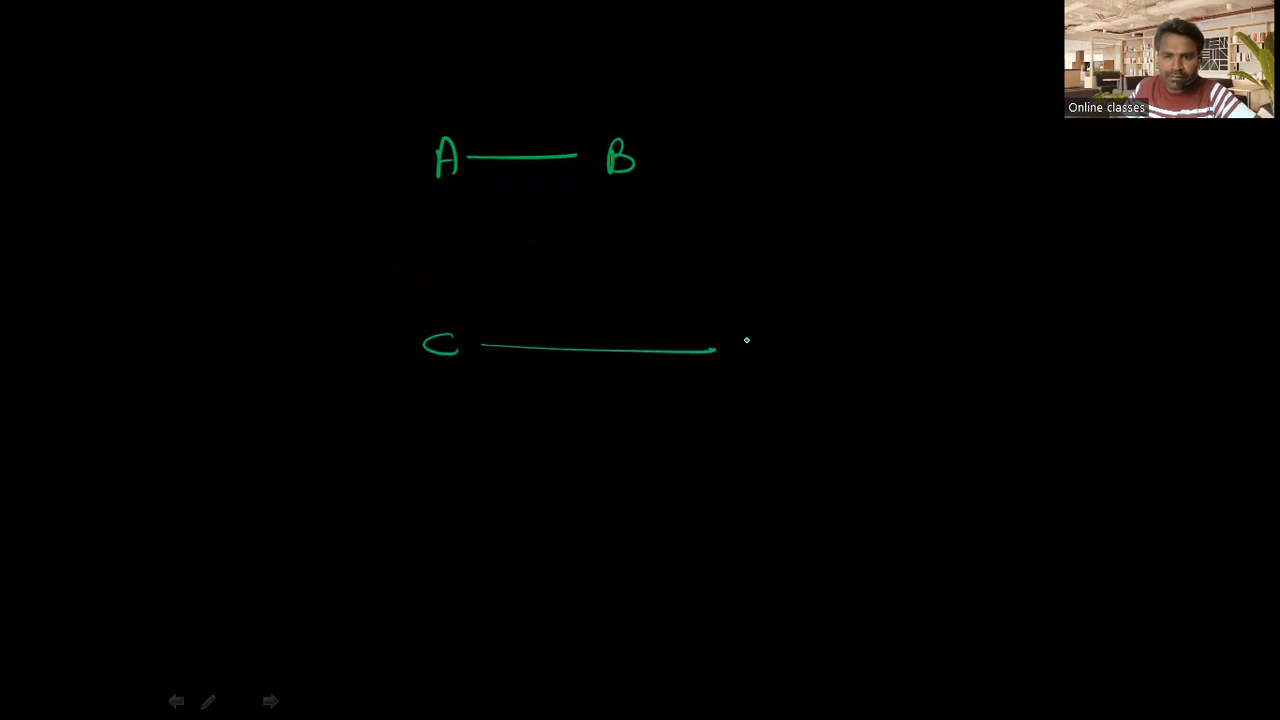 Online classes
A — B
C —